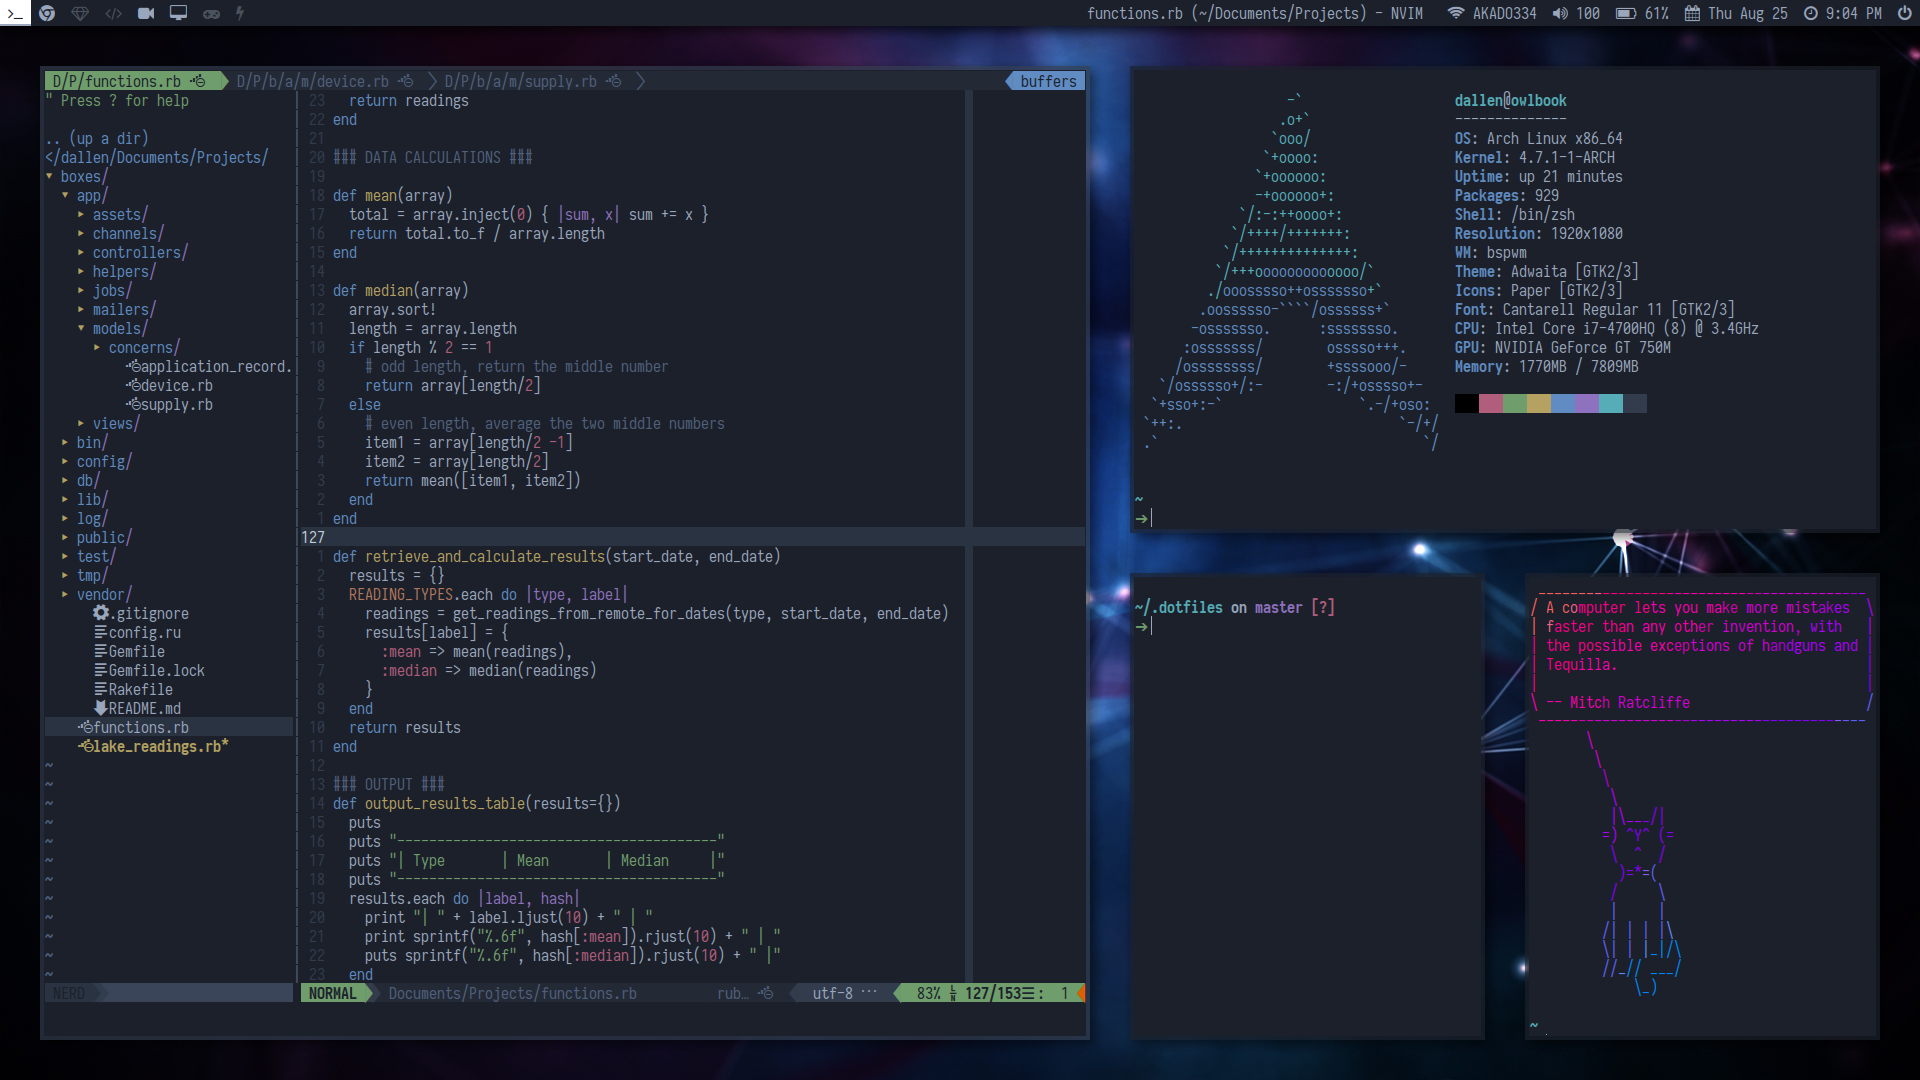 functions.rb (~/Documents/Projects) - NVIM
AKADO334
100
61%
Thu Aug 25
9:04 PM
D/P/functions.rb
D/P/b/a/m/device.rb
D/P/b/a/m/supply.rb
buffers
" Press ? for help
.. (up a dir)
</dallen/Documents/Projects/
▾ boxes/
▾ app/
▸ assets/
▸ channels/
▸ controllers/
▸ helpers/
▸ jobs/
▸ mailers/
▾ models/
▸ concerns/
application_record.
device.rb
supply.rb
▸ views/
▸ bin/
▸ config/
▸ db/
▸ lib/
▸ log/
▸ public/
▸ test/
▸ tmp/
▸ vendor/
.gitignore
config.ru
Gemfile
Gemfile.lock
Rakefile
README.md
functions.rb
lake_readings.rb*
NERD
23   return readings
22 end
21
20 ### DATA CALCULATIONS ###
19
18 def mean(array)
17   total = array.inject(0) { |sum, x| sum += x }
16   return total.to_f / array.length
15 end
14
13 def median(array)
12   array.sort!
11   length = array.length
10   if length % 2 == 1
9     # odd length, return the middle number
8     return array[length/2]
7   else
6     # even length, average the two middle numbers
5     item1 = array[length/2 -1]
4     item2 = array[length/2]
3     return mean([item1, item2])
2   end
1 end
127
1 def retrieve_and_calculate_results(start_date, end_date)
2   results = {}
3   READING_TYPES.each do |type, label|
4     readings = get_readings_from_remote_for_dates(type, start_date, end_date)
5     results[label] = {
6       :mean => mean(readings),
7       :median => median(readings)
8     }
9   end
10   return results
11 end
12
13 ### OUTPUT ###
14 def output_results_table(results={})
15   puts
16   puts "----------------------------------------"
17   puts "| Type       | Mean       | Median     |"
18   puts "----------------------------------------"
19   results.each do |label, hash|
20     print "| " + label.ljust(10) + " | "
21     print sprintf("%.6f", hash[:mean]).rjust(10) + " | "
22     puts sprintf("%.6f", hash[:median]).rjust(10) + " |"
23   end
NORMAL
Documents/Projects/functions.rb
rub…
utf-8 ···
83% 127/153☰ : 1
dallen@owlbook
--------------
OS: Arch Linux x86_64
Kernel: 4.7.1-1-ARCH
Uptime: up 21 minutes
Packages: 929
Shell: /bin/zsh
Resolution: 1920x1080
WM: bspwm
Theme: Adwaita [GTK2/3]
Icons: Paper [GTK2/3]
Font: Cantarell Regular 11 [GTK2/3]
CPU: Intel Core i7-4700HQ (8) @ 3.4GHz
GPU: NVIDIA GeForce GT 750M
Memory: 1770MB / 7809MB
~
➔
~/.dotfiles on master [?]
➔
/ A computer lets you make more mistakes \
| faster than any other invention, with |
| the possible exceptions of handguns and |
| Tequilla. |
| |
\ -- Mitch Ratcliffe /
~